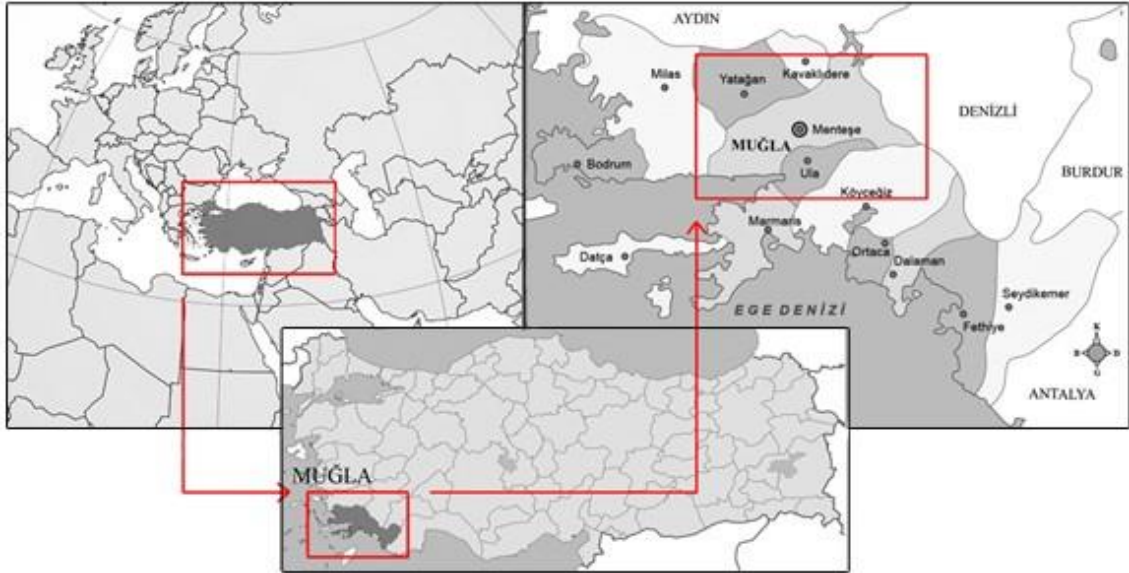 AYDIN
Kavaklıdere
Milas
Yatağan
DENİZLİ
Menteşe
MUĞLA
Bodrum
Ula
BURDUR
Köyceğiz
Marmaris
Datça
Ortaca
Dalaman
Seydikemer
EGE DENİZİ
Fethiye
K
B D
G
ANTALYA
MUĞLA